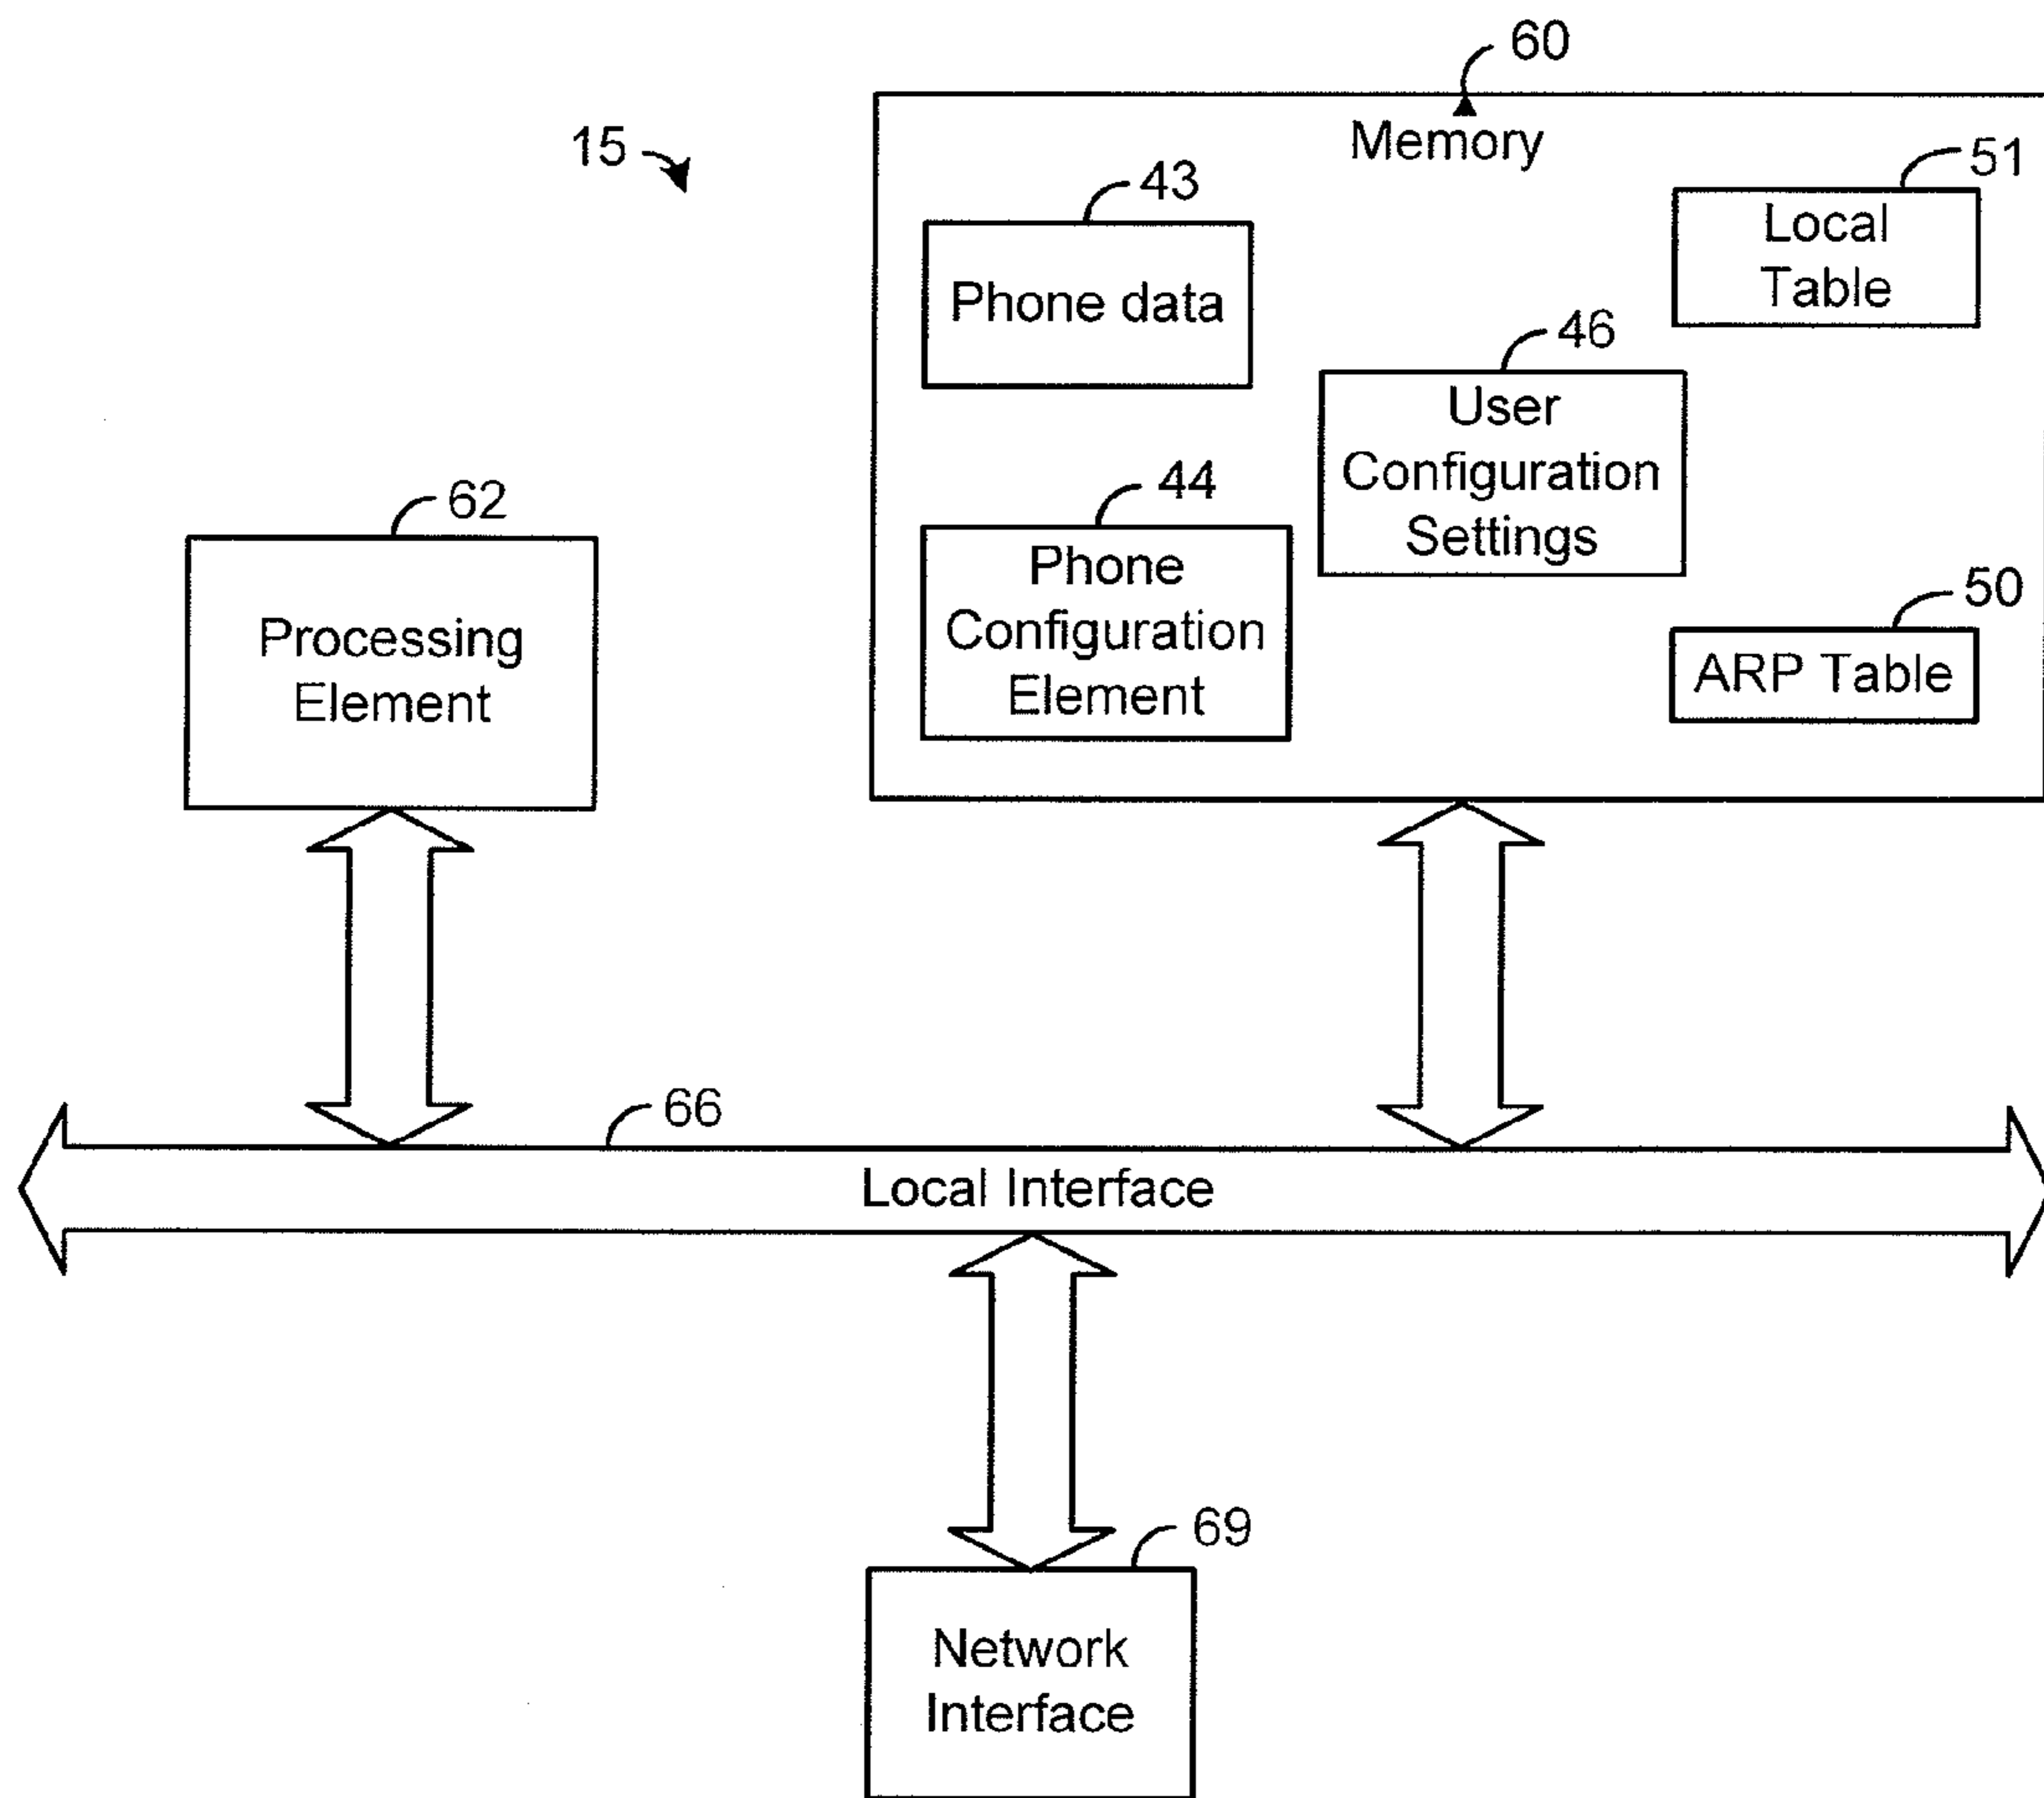 60
Memory
15
51
Local
Table
43
Phone data
46
User
Configuration
Settings
44
Phone
Configuration
Element
50
ARP Table
62
Processing
Element
66
Local Interface
69
Network
Interface